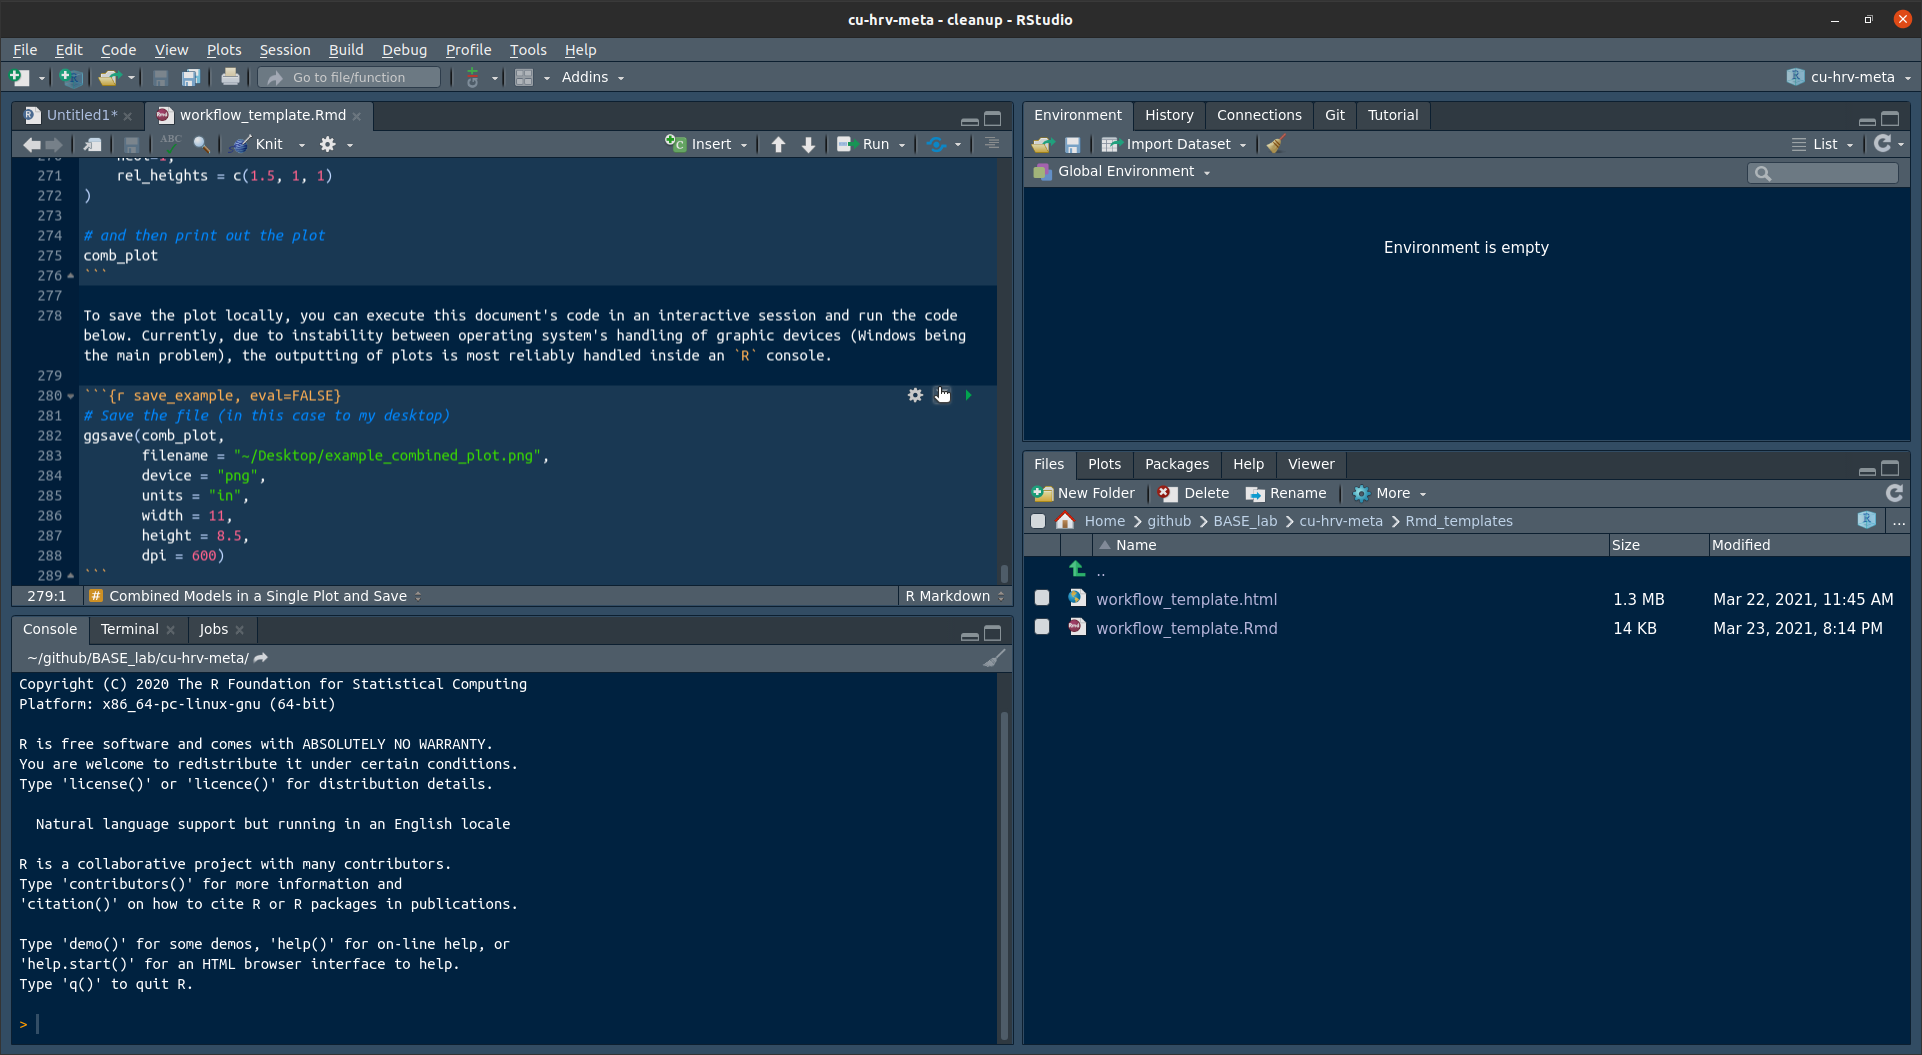 cu-hrv-meta - cleanup - RStudio
File Edit Code View Plots Session Build Debug Profile Tools Help
Go to file/function
Addins
cu-hrv-meta
Untitled1*
workflow_template.Rmd
ABC
Knit
Insert
Run
271 rel_heights = c(1.5, 1, 1)
272 )
273
274 # and then print out the plot
275 comb_plot
276 ```
277
278 To save the plot locally, you can execute this document's code in an interactive session and run the code
below. Currently, due to instability between operating system's handling of graphic devices (Windows being
the main problem), the outputting of plots is most reliably handled inside an `R` console.
279
280 ```{r save_example, eval=FALSE}
281 # Save the file (in this case to my desktop)
282 ggsave(comb_plot,
283 filename = "~/Desktop/example_combined_plot.png",
284 device = "png",
285 units = "in",
286 width = 11,
287 height = 8.5,
288 dpi = 600)
289 ```
279:1
# Combined Models in a Single Plot and Save
R Markdown
Console Terminal Jobs
~/github/BASE_lab/cu-hrv-meta/
Copyright (C) 2020 The R Foundation for Statistical Computing
Platform: x86_64-pc-linux-gnu (64-bit)
R is free software and comes with ABSOLUTELY NO WARRANTY.
You are welcome to redistribute it under certain conditions.
Type 'license()' or 'licence()' for distribution details.
Natural language support but running in an English locale
R is a collaborative project with many contributors.
Type 'contributors()' for more information and
'citation()' on how to cite R or R packages in publications.
Type 'demo()' for some demos, 'help()' for on-line help, or
'help.start()' for an HTML browser interface to help.
Type 'q()' to quit R.
>
Environment History Connections Git Tutorial
Import Dataset
List
Global Environment
Environment is empty
Files Plots Packages Help Viewer
New Folder Delete Rename More
Home github BASE_lab cu-hrv-meta Rmd_templates
...
Name Size Modified
..
workflow_template.html 1.3 MB Mar 22, 2021, 11:45 AM
workflow_template.Rmd 14 KB Mar 23, 2021, 8:14 PM